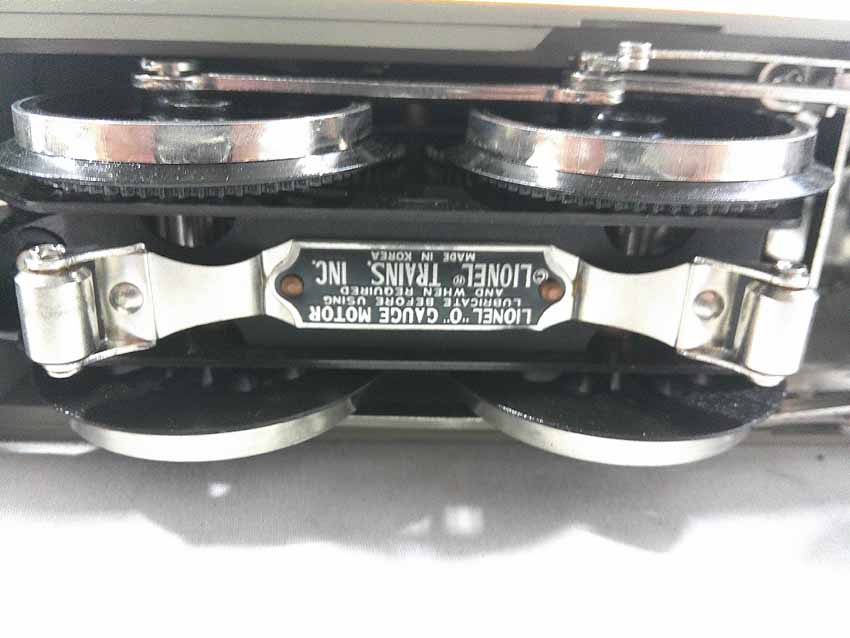 LIONEL "O" GAUGE MOTOR
LUBRICATE BEFORE USING
AND WHEN REQUIRED
©LIONEL® TRAINS, INC.
MADE IN KOREA